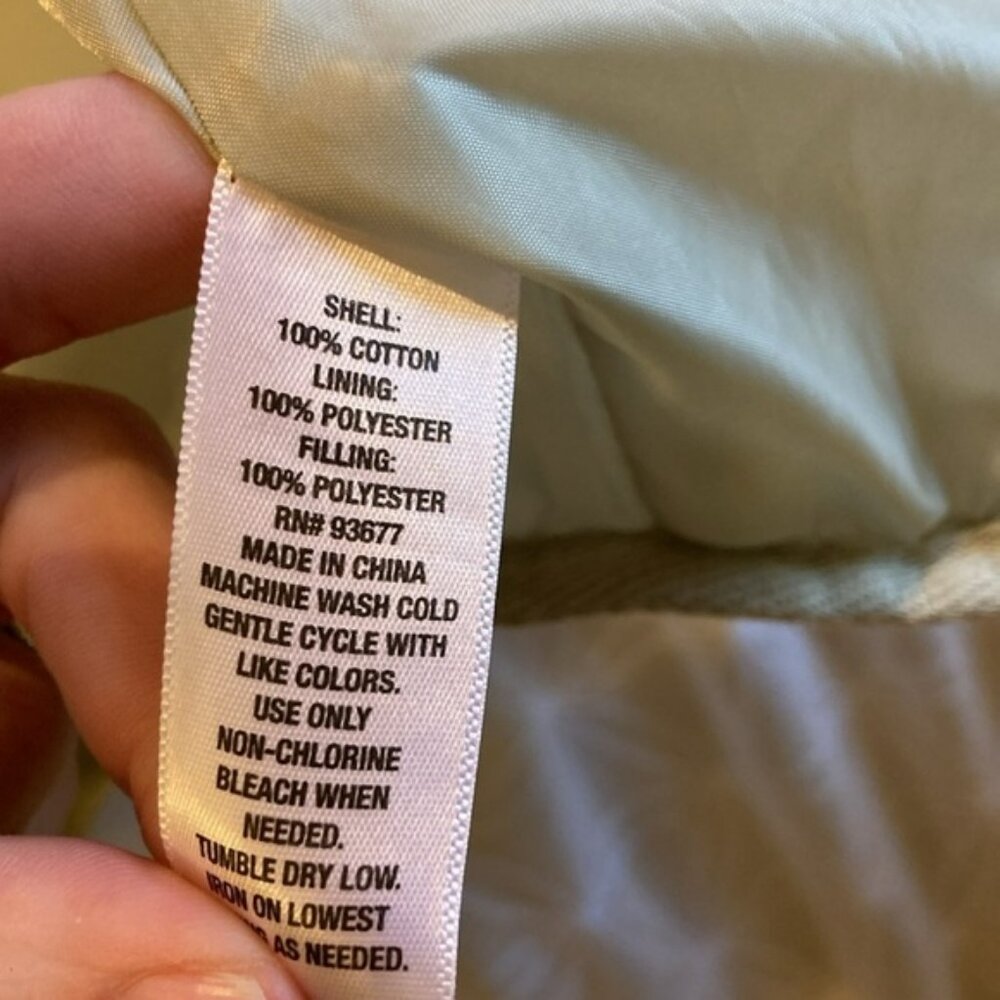 SHELL:
100% COTTON
LINING:
100% POLYESTER
FILLING:
100% POLYESTER
RN# 93677
MADE IN CHINA
MACHINE WASH COLD
GENTLE CYCLE WITH
LIKE COLORS.
USE ONLY
NON-CHLORINE
BLEACH WHEN
NEEDED.
TUMBLE DRY LOW.
IRON ON LOWEST
AS NEEDED.